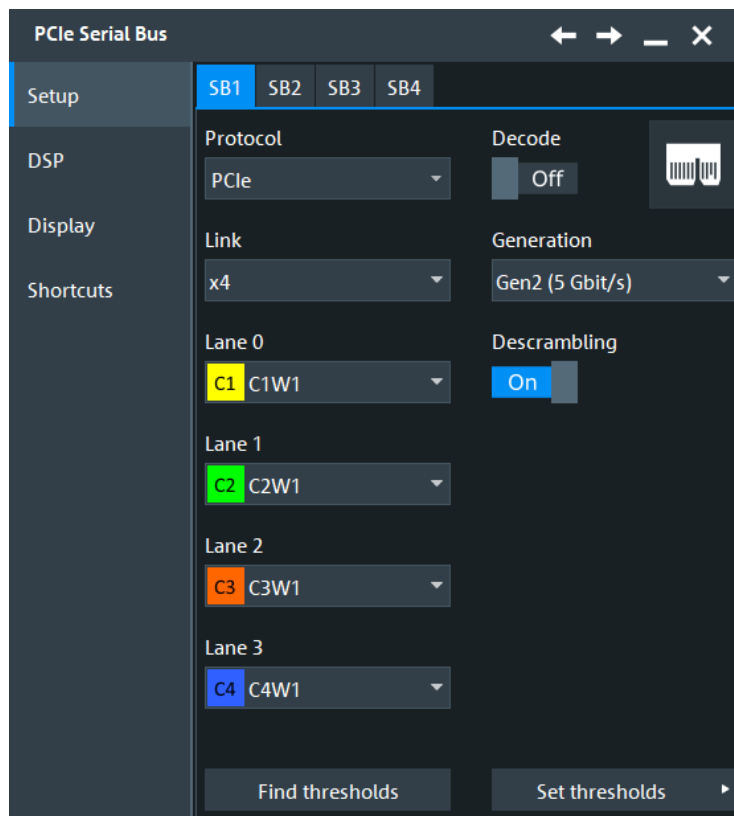 PCIe Serial Bus
Setup
DSP
Display
Shortcuts
SB1 SB2 SB3 SB4
Protocol
PCIe
Decode
Off
Link
x4
Generation
Gen2 (5 Gbit/s)
Lane 0
C1 C1W1
Descrambling
On
Lane 1
C2 C2W1
Lane 2
C3 C3W1
Lane 3
C4 C4W1
Find thresholds
Set thresholds